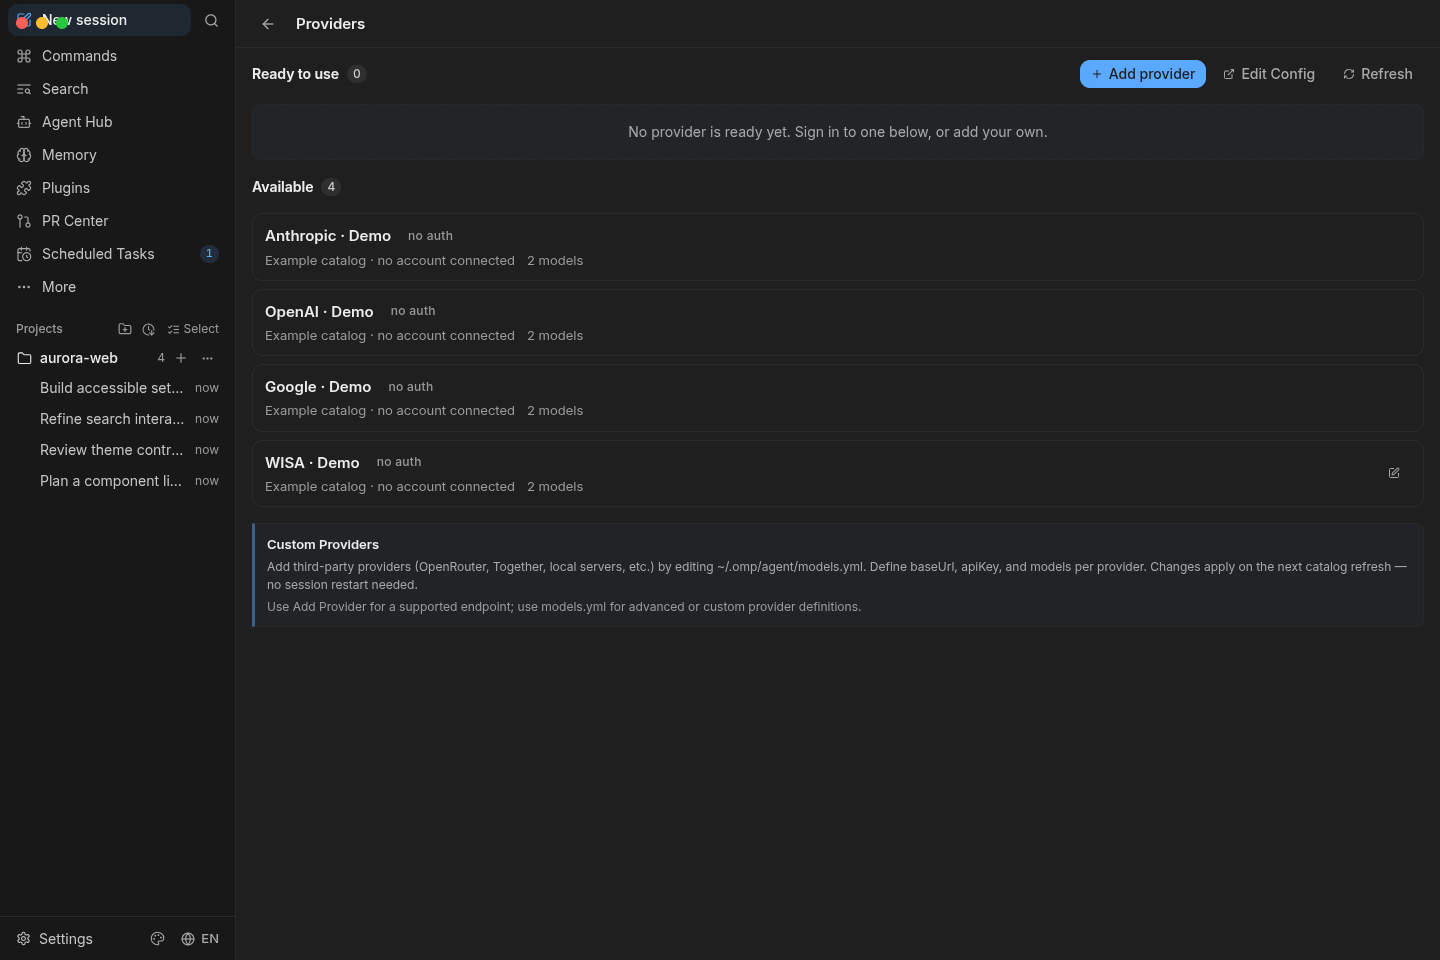 New session
Commands
Search
Agent Hub
Memory
Plugins
PR Center
Scheduled Tasks 1
More
Projects Select
aurora-web 4
Build accessible set... now
Refine search intera... now
Review theme contr... now
Plan a component li... now
Settings EN
Providers
Ready to use 0
Add provider Edit Config Refresh
No provider is ready yet. Sign in to one below, or add your own.
Available 4
Anthropic · Demo no auth
Example catalog · no account connected 2 models
OpenAI · Demo no auth
Example catalog · no account connected 2 models
Google · Demo no auth
Example catalog · no account connected 2 models
WISA · Demo no auth
Example catalog · no account connected 2 models
Custom Providers
Add third-party providers (OpenRouter, Together, local servers, etc.) by editing ~/.omp/agent/models.yml. Define baseUrl, apiKey, and models per provider. Changes apply on the next catalog refresh —
no session restart needed.
Use Add Provider for a supported endpoint; use models.yml for advanced or custom provider definitions.